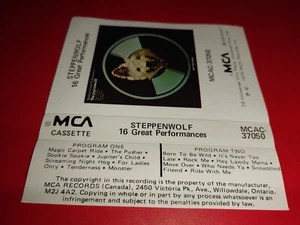 STEPPENWOLF
16 Great Performances
MCAC-37050
MCA
MCA
CASSETTE
STEPPENWOLF
16 Great Performances
MCAC-
37050
PROGRAM ONE
Magic Carpet Ride • The Pusher •
Sookie Sookie • Jupiter's Child •
Screaming Night Hog • For Ladies
Only • Tenderness • Monster
PROGRAM TWO
Born To Be Wild • It's Never Too
Late • Rock Me • Hey Lawdy Mama •
Move Over • Who Needs Ya • Snowblind
Friend • Ride With Me
The copyright in this recording is the property of the manufacturer,
MCA RECORDS (Canada), 2450 Victoria Pk., Willowdale, Ontario,
M2J 4A2. Copying in whole or in part by any process whatsoever is an
infringement and subject to the penalties provided by law.